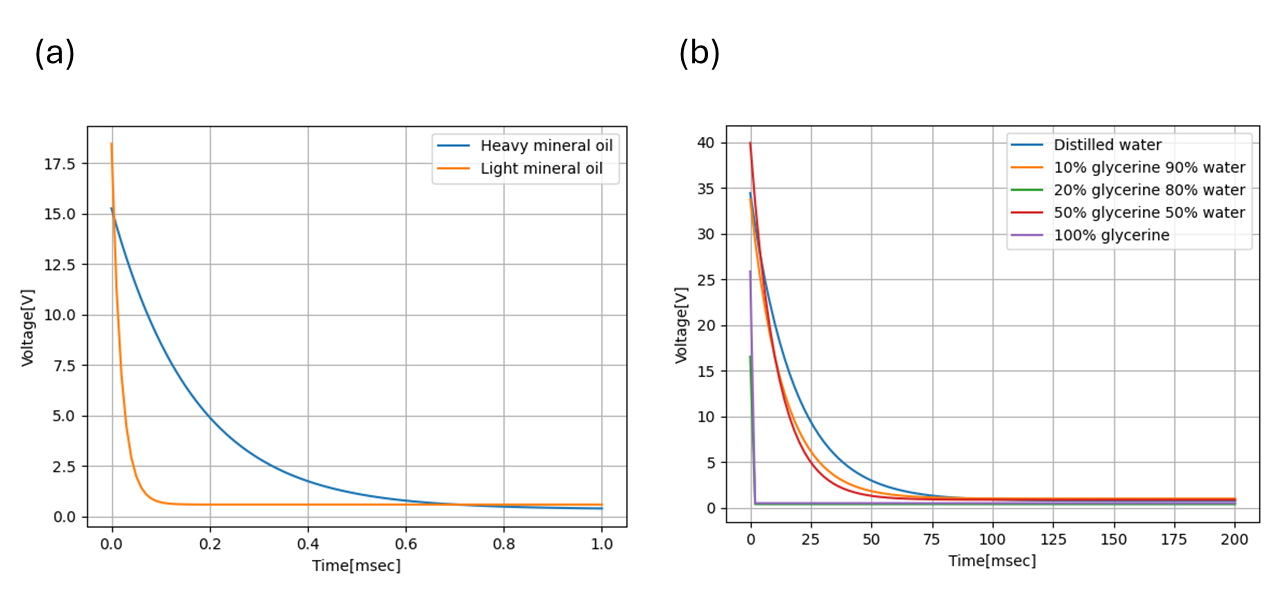 (a)
(b)
Heavy mineral oil
Light mineral oil
17.5
15.0
12.5
10.0
7.5
5.0
2.5
0.0
Voltage[V]
0.0 0.2 0.4 0.6 0.8 1.0
Time[msec]
Distilled water
10% glycerine 90% water
20% glycerine 80% water
50% glycerine 50% water
100% glycerine
40
35
30
25
20
15
10
5
0
Voltage[V]
0 25 50 75 100 125 150 175 200
Time[msec]